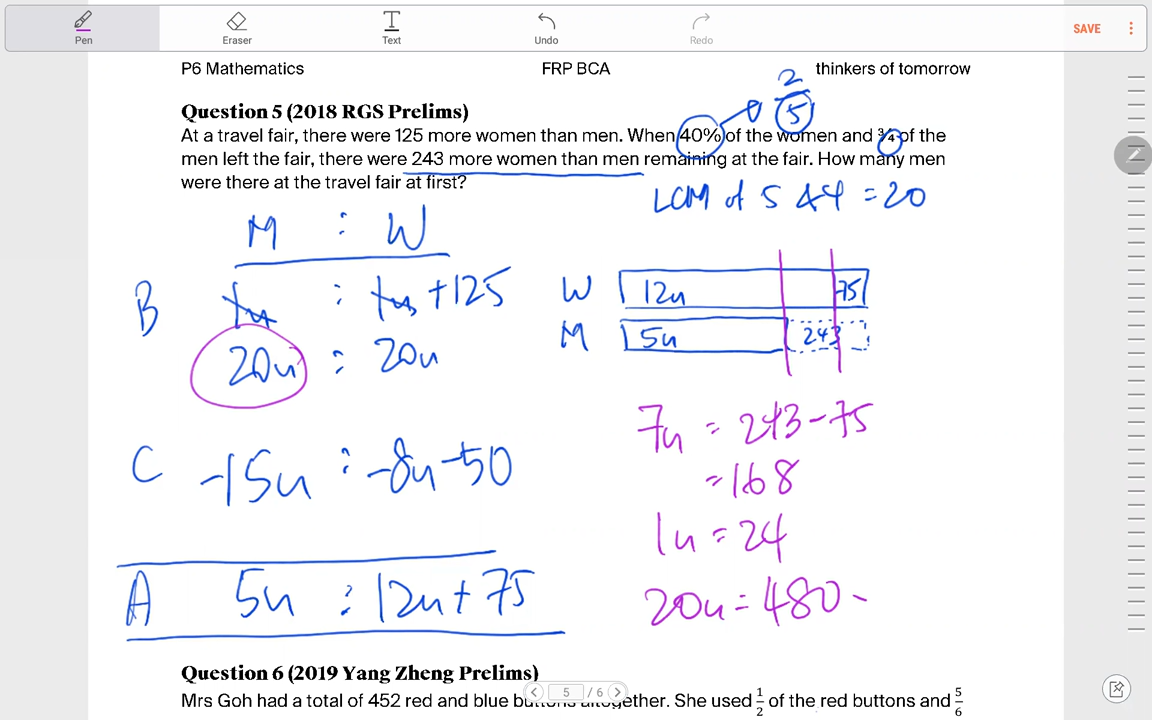 Pen
Eraser
Text
Undo
Redo
SAVE
P6 Mathematics FRP BCA thinkers of tomorrow
Question 5 (2018 RGS Prelims)
2
5
At a travel fair, there were 125 more women than men. When 40% of the women and ¾ of the
men left the fair, there were 243 more women than men remaining at the fair. How many men
were there at the travel fair at first?
LCM of 5 & 4 = 20
M : W
B 1u : 1u + 125
20u : 20u
C -15u : -8u - 50
A 5u : 12u + 75
W 12u 75
M 5u 243
7u = 243 - 75
= 168
1u = 24
20u = 480
Question 6 (2019 Yang Zheng Prelims)
5 / 6
Mrs Goh had a total of 452 red and blue She used 1/2 of the red buttons and 5/6